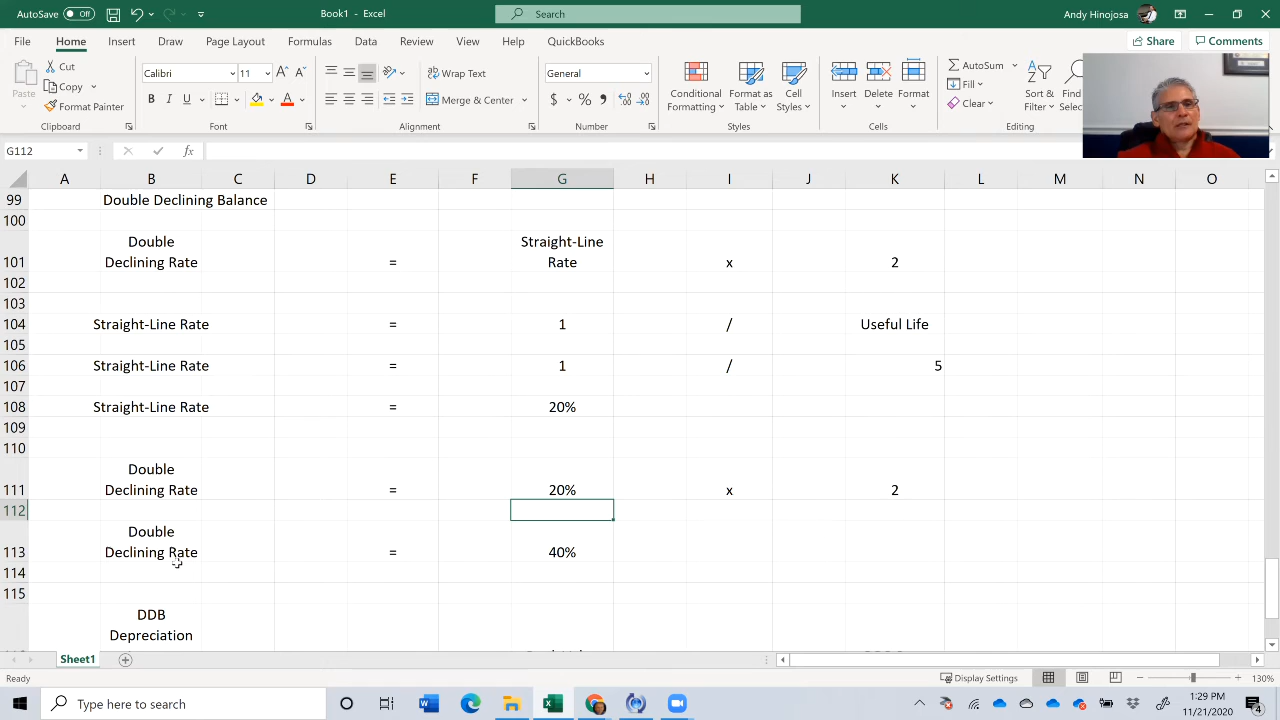 AutoSave Off Book1 - Excel Search Andy Hinojosa
File Home Insert Draw Page Layout Formulas Data Review View Help QuickBooks Share Comments
Cut
Copy
Format Painter
Paste
Clipboard
Calibri 11
B I U
Font
Wrap Text
Merge & Center
Alignment
General
$ % ,
Number
Conditional Formatting
Format as Table
Cell Styles
Styles
Insert Delete Format
Cells
AutoSum
Fill
Clear
Sort &
Filter
Editing
G112 fx
A B C D E F G H I J K L M N O
99 Double Declining Balance
100
Double Straight-Line
101 Declining Rate = Rate x 2
102
103
104 Straight-Line Rate = 1 / Useful Life
105
106 Straight-Line Rate = 1 / 5
107
108 Straight-Line Rate = 20%
109
110
Double
111 Declining Rate = 20% x 2
112
Double
113 Declining Rate = 40%
114
115
DDB
Depreciation
Sheet1
Ready Display Settings 130%
Type here to search 1:29 PM
11/21/2020 4